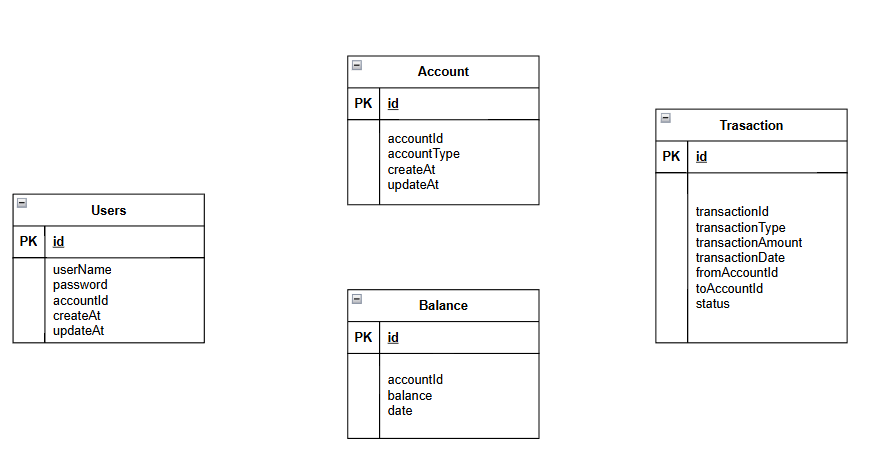 Users
PK id
userName
password
accountId
createAt
updateAt
Account
PK id
accountId
accountType
createAt
updateAt
Balance
PK id
accountId
balance
date
Trasaction
PK id
transactionId
transactionType
transactionAmount
transactionDate
fromAccountId
toAccountId
status